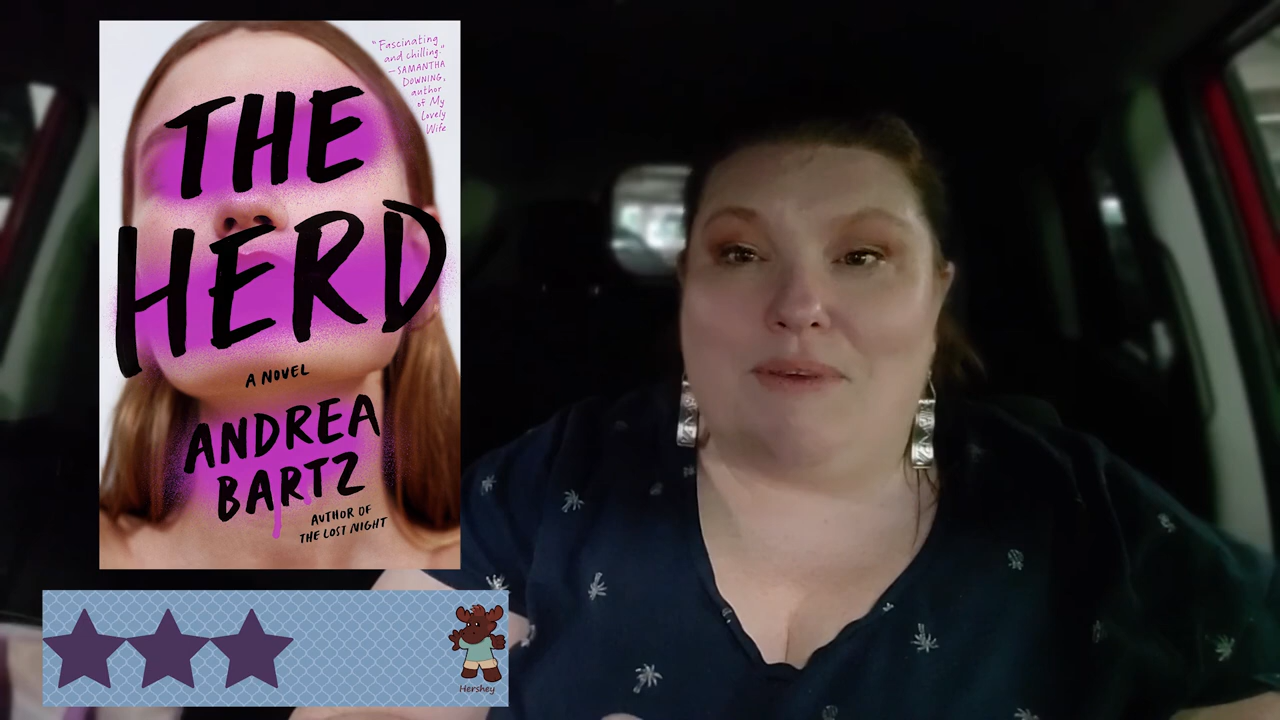 "Fascinating
and chilling."
—SAMANTHA
DOWNING,
author
of My
Lovely
Wife
THE
HERD
A NOVEL
ANDREA
BARTZ
AUTHOR OF
THE LOST NIGHT
Hershey